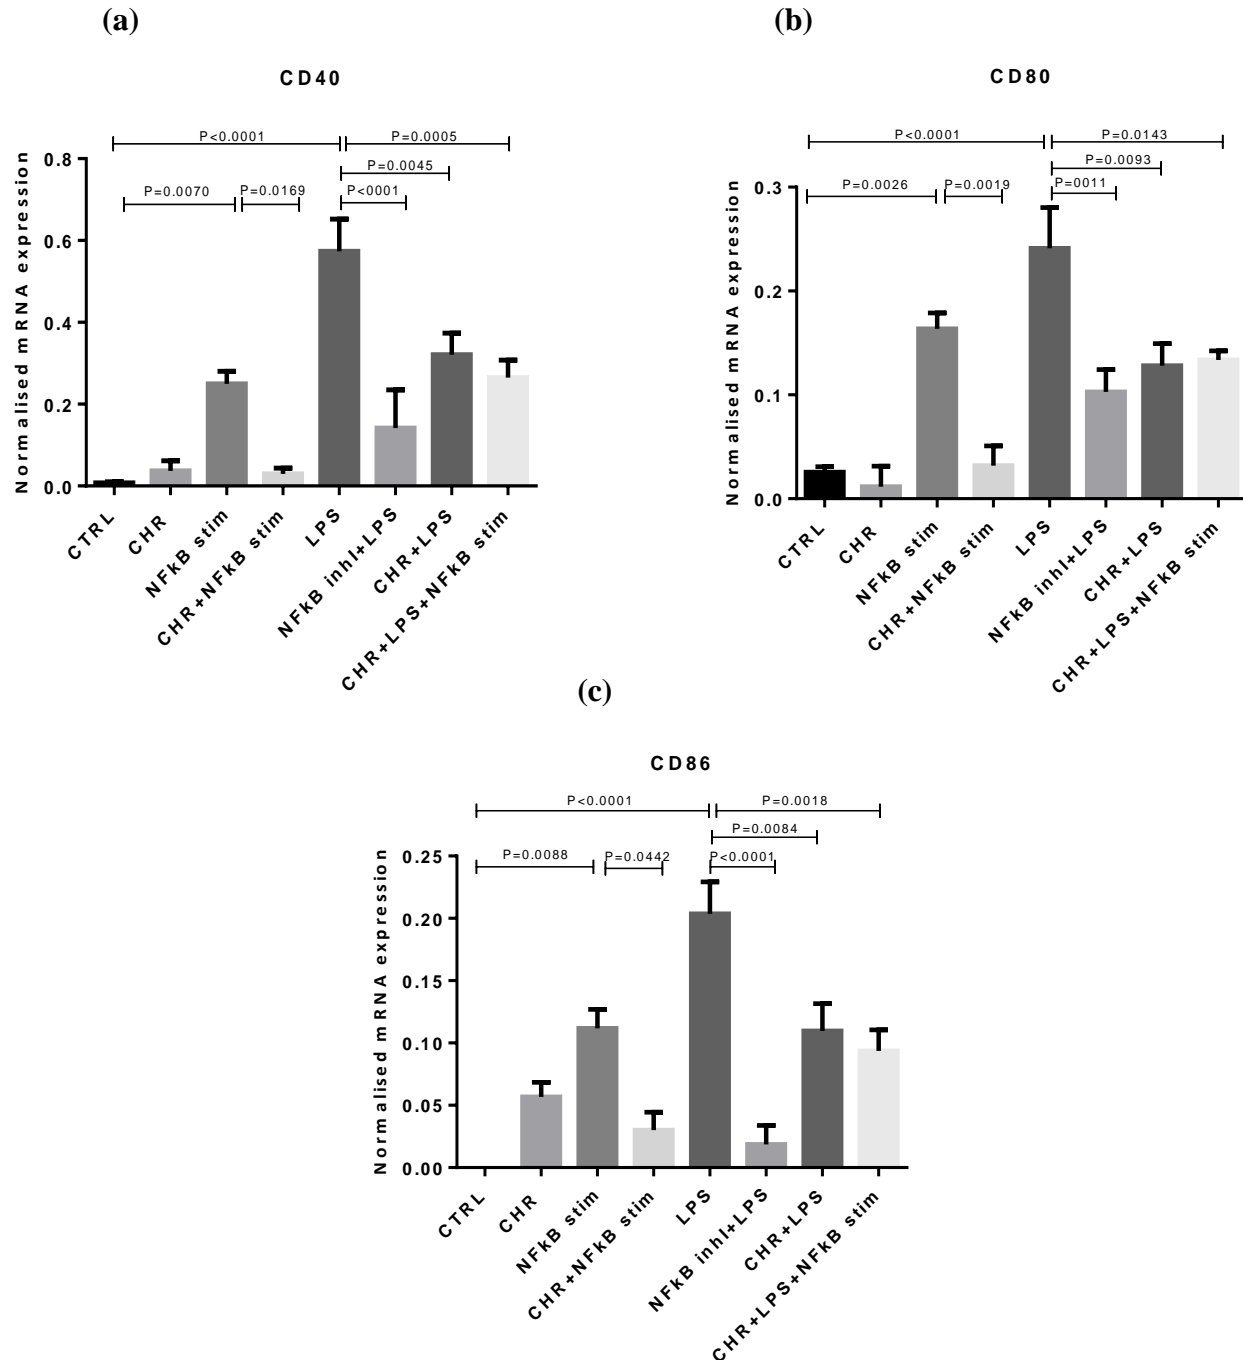 (a)
CD40
P<0.0001
P=0.0005
P=0.0045
P=0.0070
P=0.0169
P<0001
Normalised mRNA expression
0.8
0.6
0.4
0.2
0.0
CTRL
CHR
NFkB stim
CHR+NFkB stim
LPS
NFkB inhI+LPS
CHR+LPS
CHR+LPS+NFkB stim
(b)
CD80
P<0.0001
P=0.0143
P=0.0093
P=0.0026
P=0.0019
P=0011
Normalised mRNA expression
0.3
0.2
0.1
0.0
CTRL
CHR
NFkB stim
CHR+NFkB stim
LPS
NFkB inhI+LPS
CHR+LPS
CHR+LPS+NFkB stim
(c)
CD86
P<0.0001
P=0.0018
P=0.0084
P=0.0088
P=0.0442
P<0.0001
Normalised mRNA expression
0.25
0.20
0.15
0.10
0.05
0.00
CTRL
CHR
NFkB stim
CHR+NFkB stim
LPS
NFkB inhI+LPS
CHR+LPS
CHR+LPS+NFkB stim